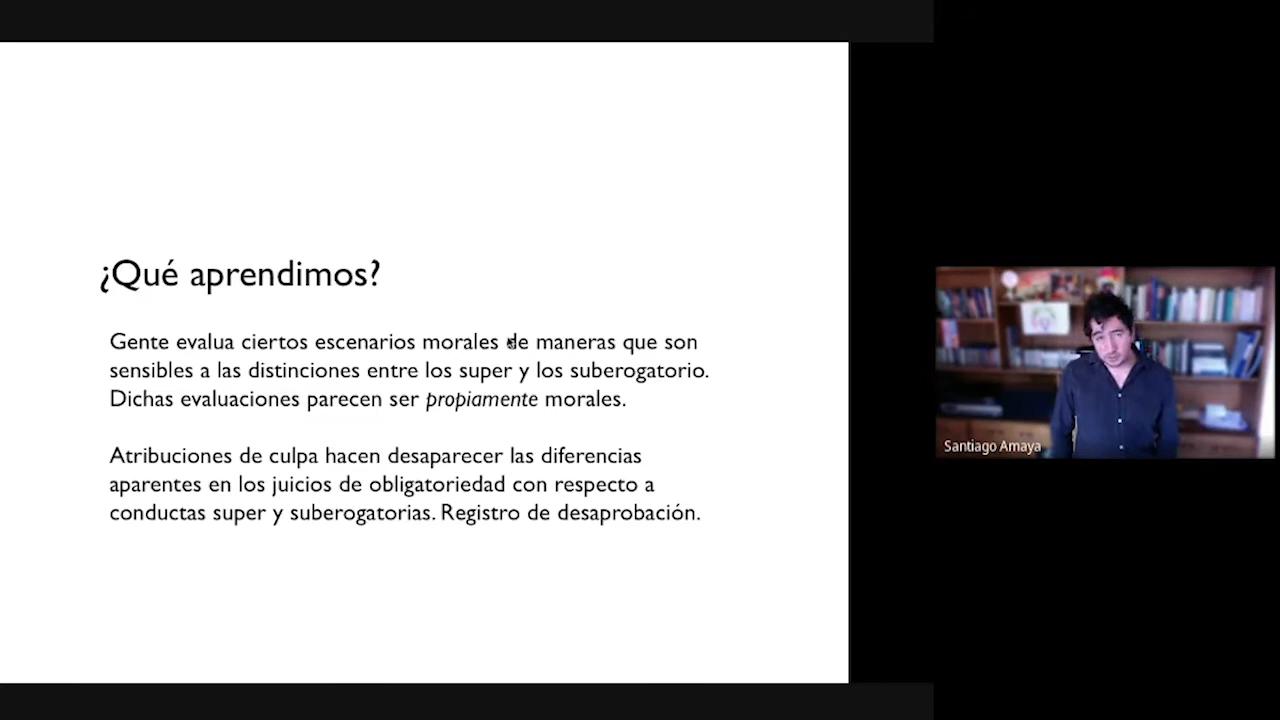 ¿Qué aprendimos?
Gente evalua ciertos escenarios morales de maneras que son
sensibles a las distinciones entre los super y los suberogatorio.
Dichas evaluaciones parecen ser propiamente morales.
Atribuciones de culpa hacen desaparecer las diferencias
aparentes en los juicios de obligatoriedad con respecto a
conductas super y suberogatorias. Registro de desaprobación.
Santiago Amaya